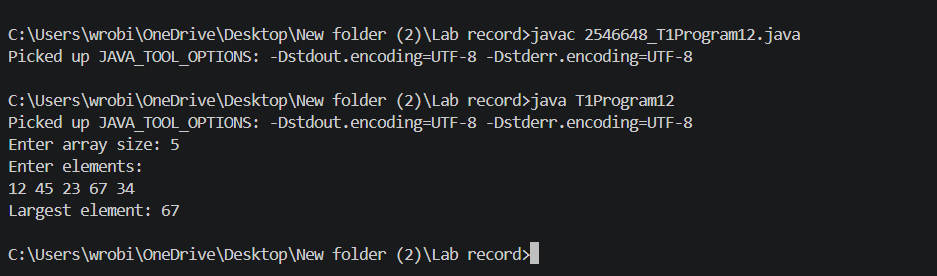 C:\Users\wrobi\OneDrive\Desktop\New folder (2)\Lab record>javac 2546648_T1Program12.java
Picked up JAVA_TOOL_OPTIONS: -Dstdout.encoding=UTF-8 -Dstderr.encoding=UTF-8
C:\Users\wrobi\OneDrive\Desktop\New folder (2)\Lab record>java T1Program12
Picked up JAVA_TOOL_OPTIONS: -Dstdout.encoding=UTF-8 -Dstderr.encoding=UTF-8
Enter array size: 5
Enter elements:
12 45 23 67 34
Largest element: 67
C:\Users\wrobi\OneDrive\Desktop\New folder (2)\Lab record>